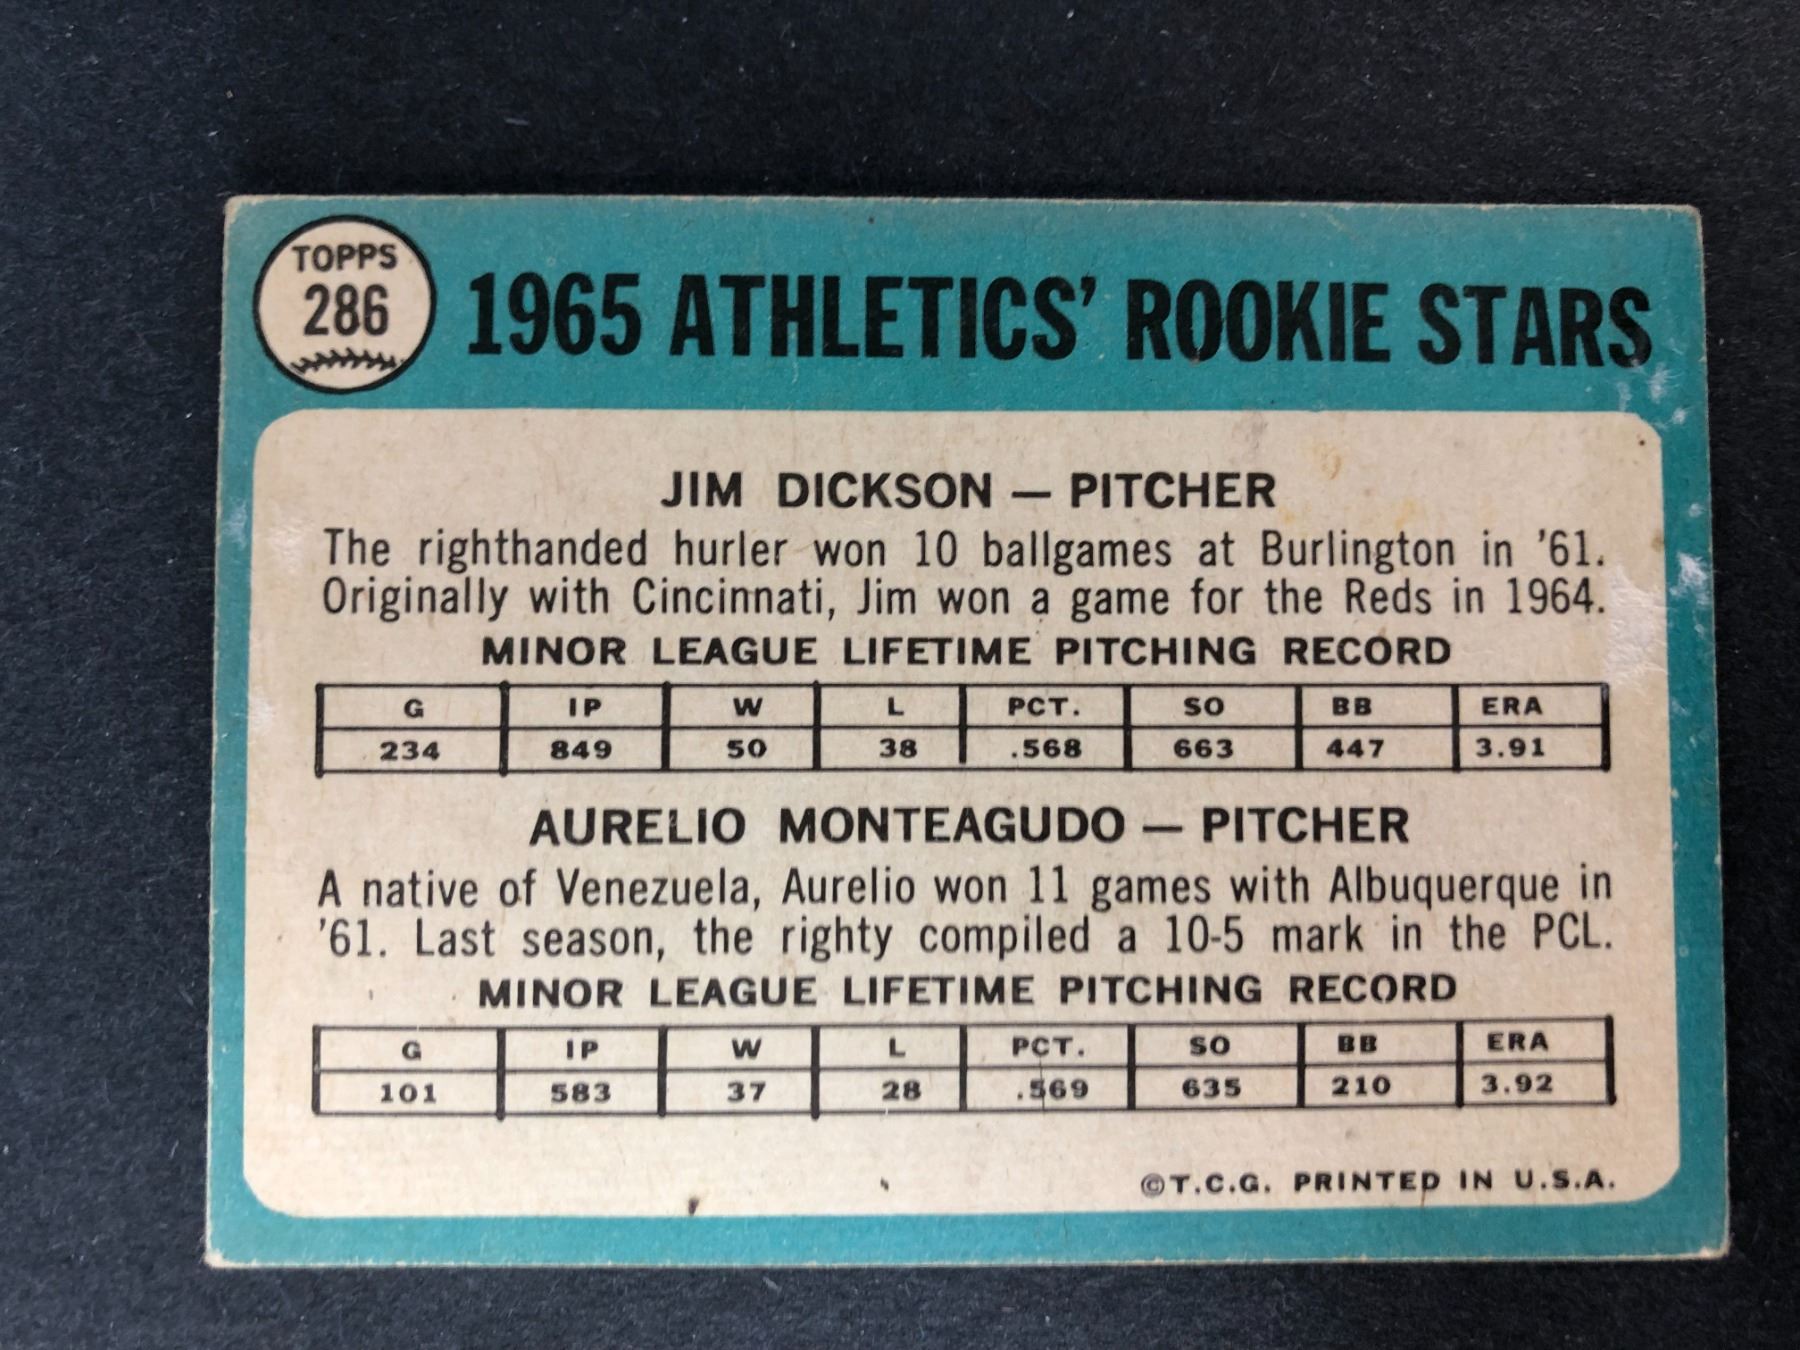 TOPPS
286
1965 ATHLETICS' ROOKIE STARS
JIM DICKSON — PITCHER
The righthanded hurler won 10 ballgames at Burlington in '61.
Originally with Cincinnati, Jim won a game for the Reds in 1964.
MINOR LEAGUE LIFETIME PITCHING RECORD
G IP W L PCT. SO BB ERA
234 849 50 38 .568 663 447 3.91
AURELIO MONTEAGUDO — PITCHER
A native of Venezuela, Aurelio won 11 games with Albuquerque in
'61. Last season, the righty compiled a 10-5 mark in the PCL.
MINOR LEAGUE LIFETIME PITCHING RECORD
G IP W L PCT. SO BB ERA
101 583 37 28 .569 635 210 3.92
©T.C.G. PRINTED IN U.S.A.